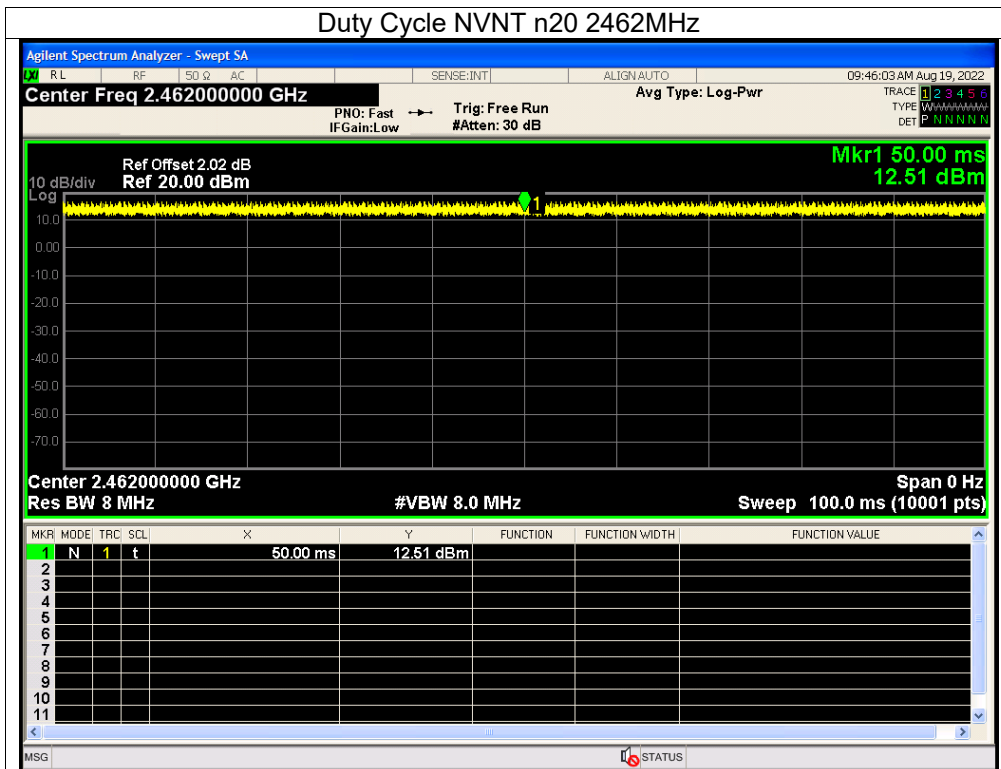 Duty Cycle NVNT n20 2462MHz
Agilent Spectrum Analyzer - Swept SA
LXI RL RF 50 Ω AC SENSE:INT ALIGN AUTO 09:46:03 AM Aug 19, 2022
Center Freq 2.462000000 GHz Avg Type: Log-Pwr TRACE 1 2 3 4 5 6
PNO: Fast Trig: Free Run TYPE WWWWWWW
IFGain:Low #Atten: 30 dB DET P N N N N N
Mkr1 50.00 ms
Ref Offset 2.02 dB
10 dB/div Ref 20.00 dBm 12.51 dBm
Log
1
10.0
0.00
-10.0
-20.0
-30.0
-40.0
-50.0
-60.0
-70.0
Center 2.462000000 GHz Span 0 Hz
Res BW 8 MHz #VBW 8.0 MHz Sweep 100.0 ms (10001 pts)
MKR MODE TRC SCL X Y FUNCTION FUNCTION WIDTH FUNCTION VALUE
1 N 1 t 50.00 ms 12.51 dBm
2
3
4
5
6
7
8
9
10
11
MSG STATUS